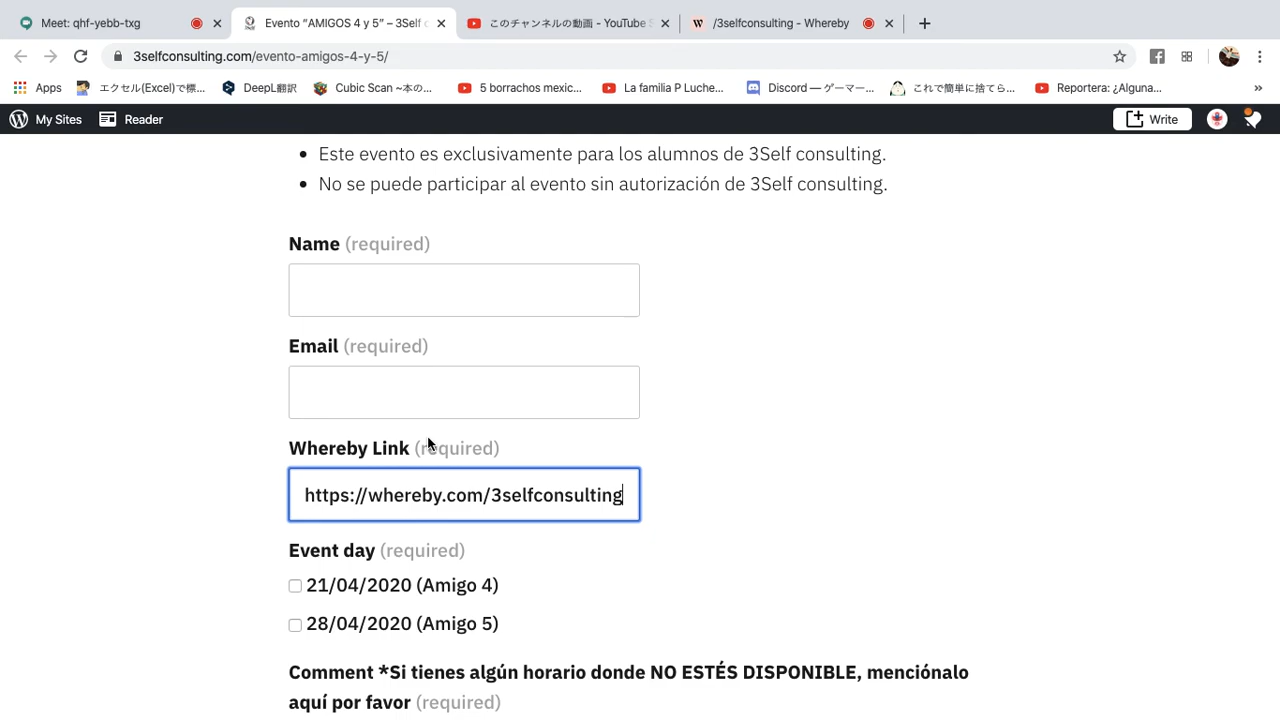 Meet: qhf-yebb-txg
Evento “AMIGOS 4 y 5” – 3Self c
このチャンネルの動画 - YouTube S
/3selfconsulting - Whereby
3selfconsulting.com/evento-amigos-4-y-5/
Apps
エクセル(Excel)で標...
DeepL翻訳
Cubic Scan ~本の...
5 borrachos mexic...
La familia P Luche...
Discord — ゲーマー...
これで簡単に捨てら...
Reportera: ¿Alguna...
My Sites
Reader
Write
Este evento es exclusivamente para los alumnos de 3Self consulting.
No se puede participar al evento sin autorización de 3Self consulting.
Name (required)
Email (required)
Whereby Link (required)
https://whereby.com/3selfconsulting
Event day (required)
21/04/2020 (Amigo 4)
28/04/2020 (Amigo 5)
Comment *Si tienes algún horario donde NO ESTÉS DISPONIBLE, menciónalo
aquí por favor (required)